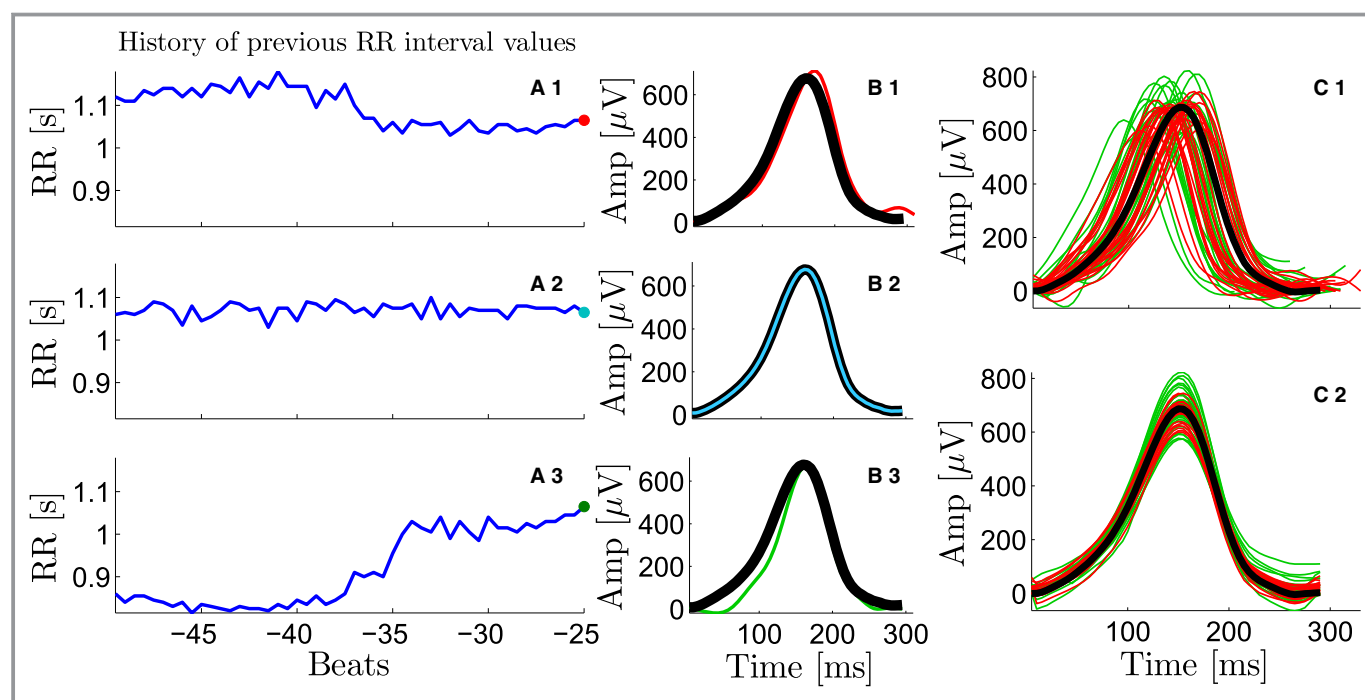 History of previous RR interval values
A 1
RR [s]
1.1
1
0.9
A 2
RR [s]
1.1
1
0.9
A 3
RR [s]
1.1
1
0.9
−45
−40
−35
−30
−25
Beats
B 1
Amp [μV]
600
400
200
0
B 2
Amp [μV]
600
400
200
0
B 3
Amp [μV]
600
400
200
0
100
200
300
Time [ms]
C 1
Amp [μV]
800
600
400
200
0
C 2
Amp [μV]
800
600
400
200
0
100
200
300
Time [ms]